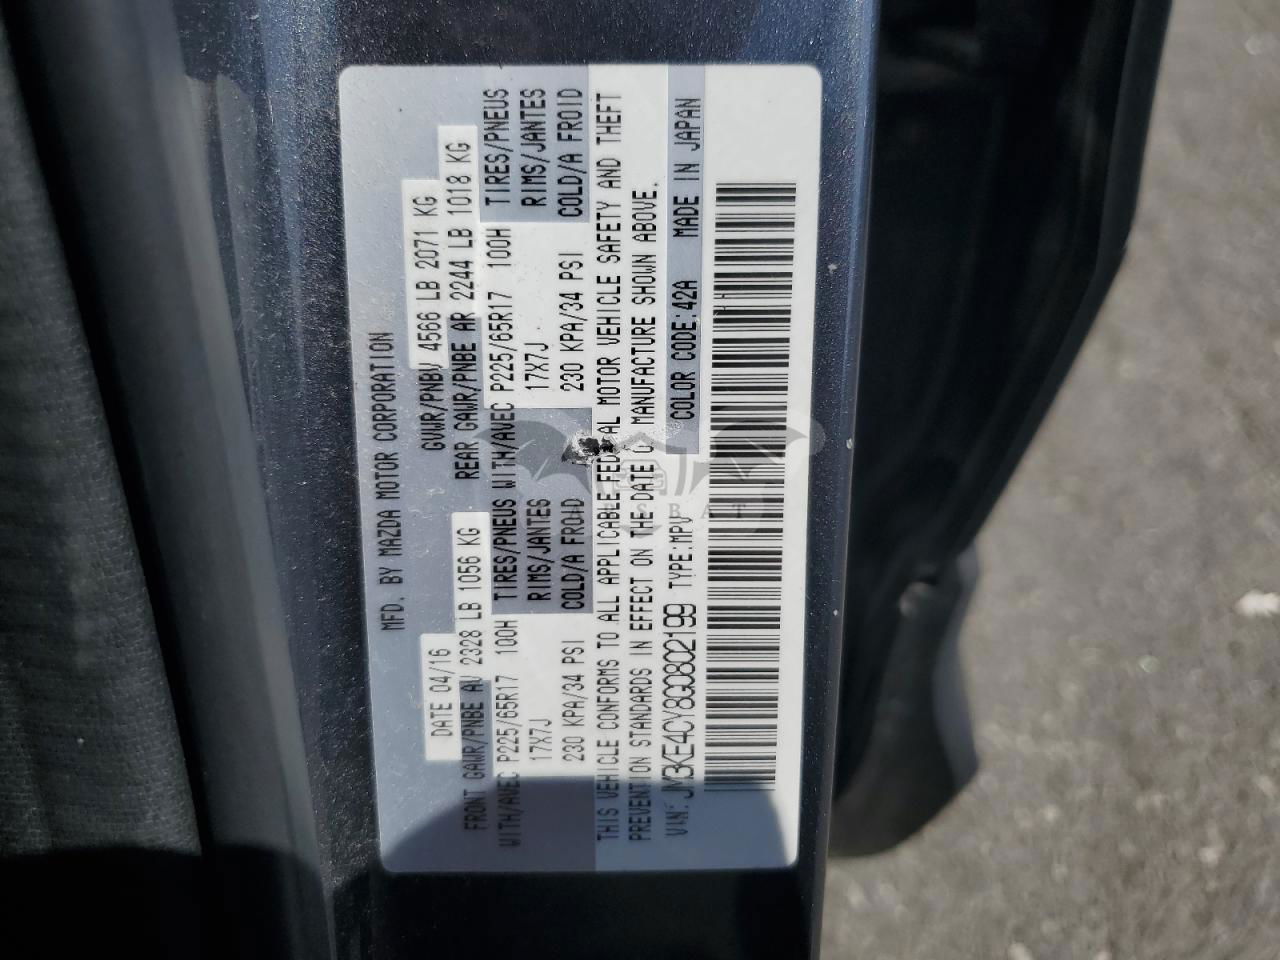 MFD. BY MAZDA MOTOR CORPORATION
DATE 04/16 GVWR/PNBV 4566 LB 2071 KG
FRONT GAWR/PNBE AV 2328 LB 1056 KG REAR GAWR/PNBE AR 2244 LB 1018 KG
WITH/AVEC P225/65R17 100H TIRES/PNEUS WITH/AVEC P225/65R17 100H TIRES/PNEUS
17X7J RIMS/JANTES 17X7J RIMS/JANTES
230 KPA/34 PSI COLD/A FROID 230 KPA/34 PSI COLD/A FROID
THIS VEHICLE CONFORMS TO ALL APPLICABLE FED AL MOTOR VEHICLE SAFETY AND THEFT
PREVENTION STANDARDS IN EFFECT ON THE DATE O MANUFACTURE SHOWN ABOVE.
VIN: JM3KE4CY8G0802199 TYPE:MPV COLOR CODE:42A MADE IN JAPAN